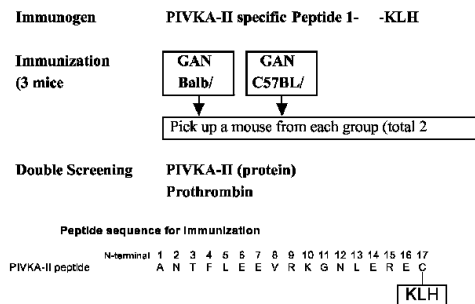 Immunogen PIVKA-II specific Peptide 1- -KLH
Immunization GAN GAN
(3 mice Balb/ C57BL/
Pick up a mouse from each group (total 2
Double Screening PIVKA-II (protein)
Prothrombin
Peptide sequence for immunization
N-terminal 1 2 3 4 5 6 7 8 9 10 11 12 13 14 15 16 17
PIVKA-II peptide A N T F L E E V R K G N L E R E C
KLH